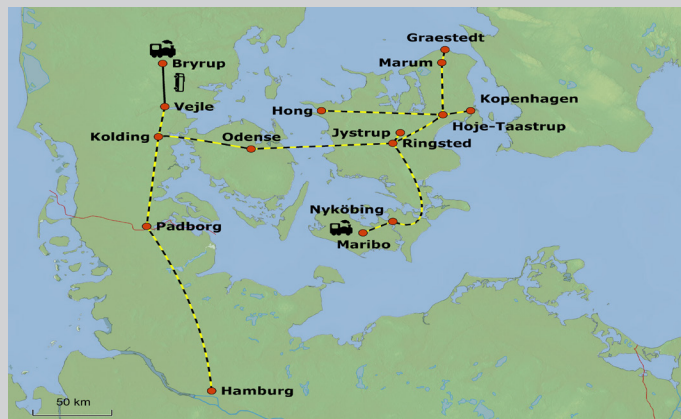 Graestedt
Marum
Bryrup
Kopenhagen
Vejle
Hong
Hoje-Taastrup
Kolding
Odense
Jystrup
Ringsted
Nyköbing
Padborg
Maribo
Hamburg
50 km